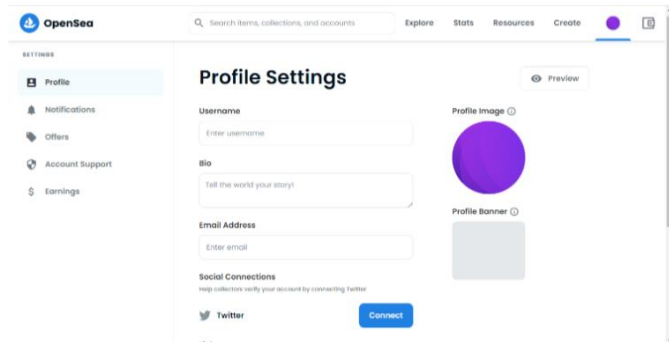 OpenSea
Search items, collections, and accounts
Explore
Stats
Resources
Create
SETTINGS
Profile
Notifications
Offers
Account Support
Earnings
Profile Settings
Preview
Username
Enter username
Bio
Tell the world your story!
Email Address
Enter email
Social Connections
Help collectors verify your account by connecting Twitter
Twitter
Connect
Profile Image
Profile Banner